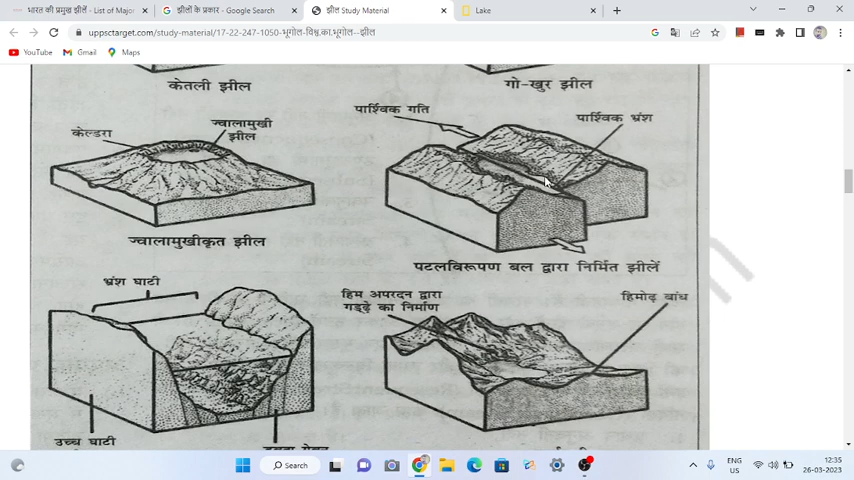 भारत की प्रमुख झीलें - List of Major
झीलों के प्रकार - Google Search
झील Study Material
Lake
uppsctarget.com/study-material/17-22-247-1050-भूगोल-विश्व.का.भूगोल--झील
YouTube
Gmail
Maps
केतली झील
गो-खुर झील
केल्डरा
ज्वालामुखी
झील
पार्श्विक गति
पार्श्विक भ्रंश
ज्वालामुखीकृत झील
पटलविरूपण बल द्वारा निर्मित झीलें
भ्रंश घाटी
हिम अपरदन द्वारा
गड्ढे का निर्माण
हिमोढ़ बांध
उच्च घाटी
Search
ENG
US
12:35
26-03-2023